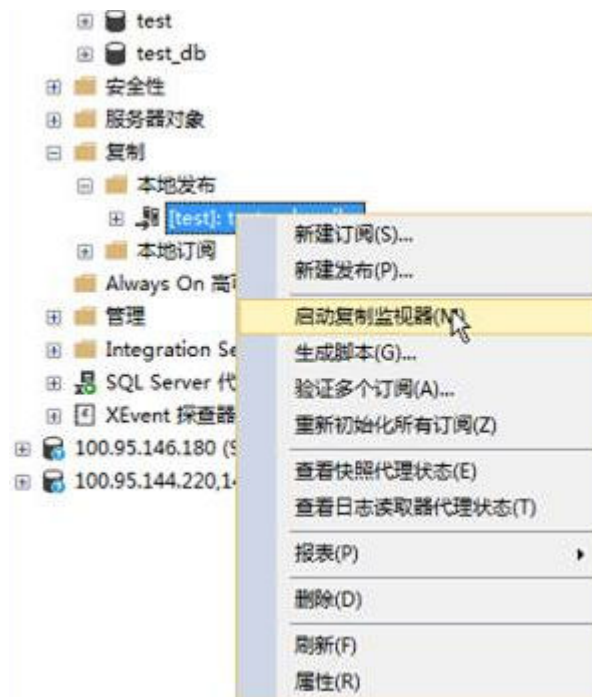 test
test_db
安全性
服务器对象
复制
本地发布
[test]:
本地订阅
Always On
管理
Integration
SQL Server
XEvent 探查器
100.95.146.180
100.95.144.220,1
新建订阅(S)...
新建发布(P)...
启动复制监视器(M)
生成脚本(G)...
验证多个订阅(A)...
重新初始化所有订阅(Z)
查看快照代理状态(E)
查看日志读取器代理状态(T)
报表(P)
删除(D)
刷新(F)
属性(R)